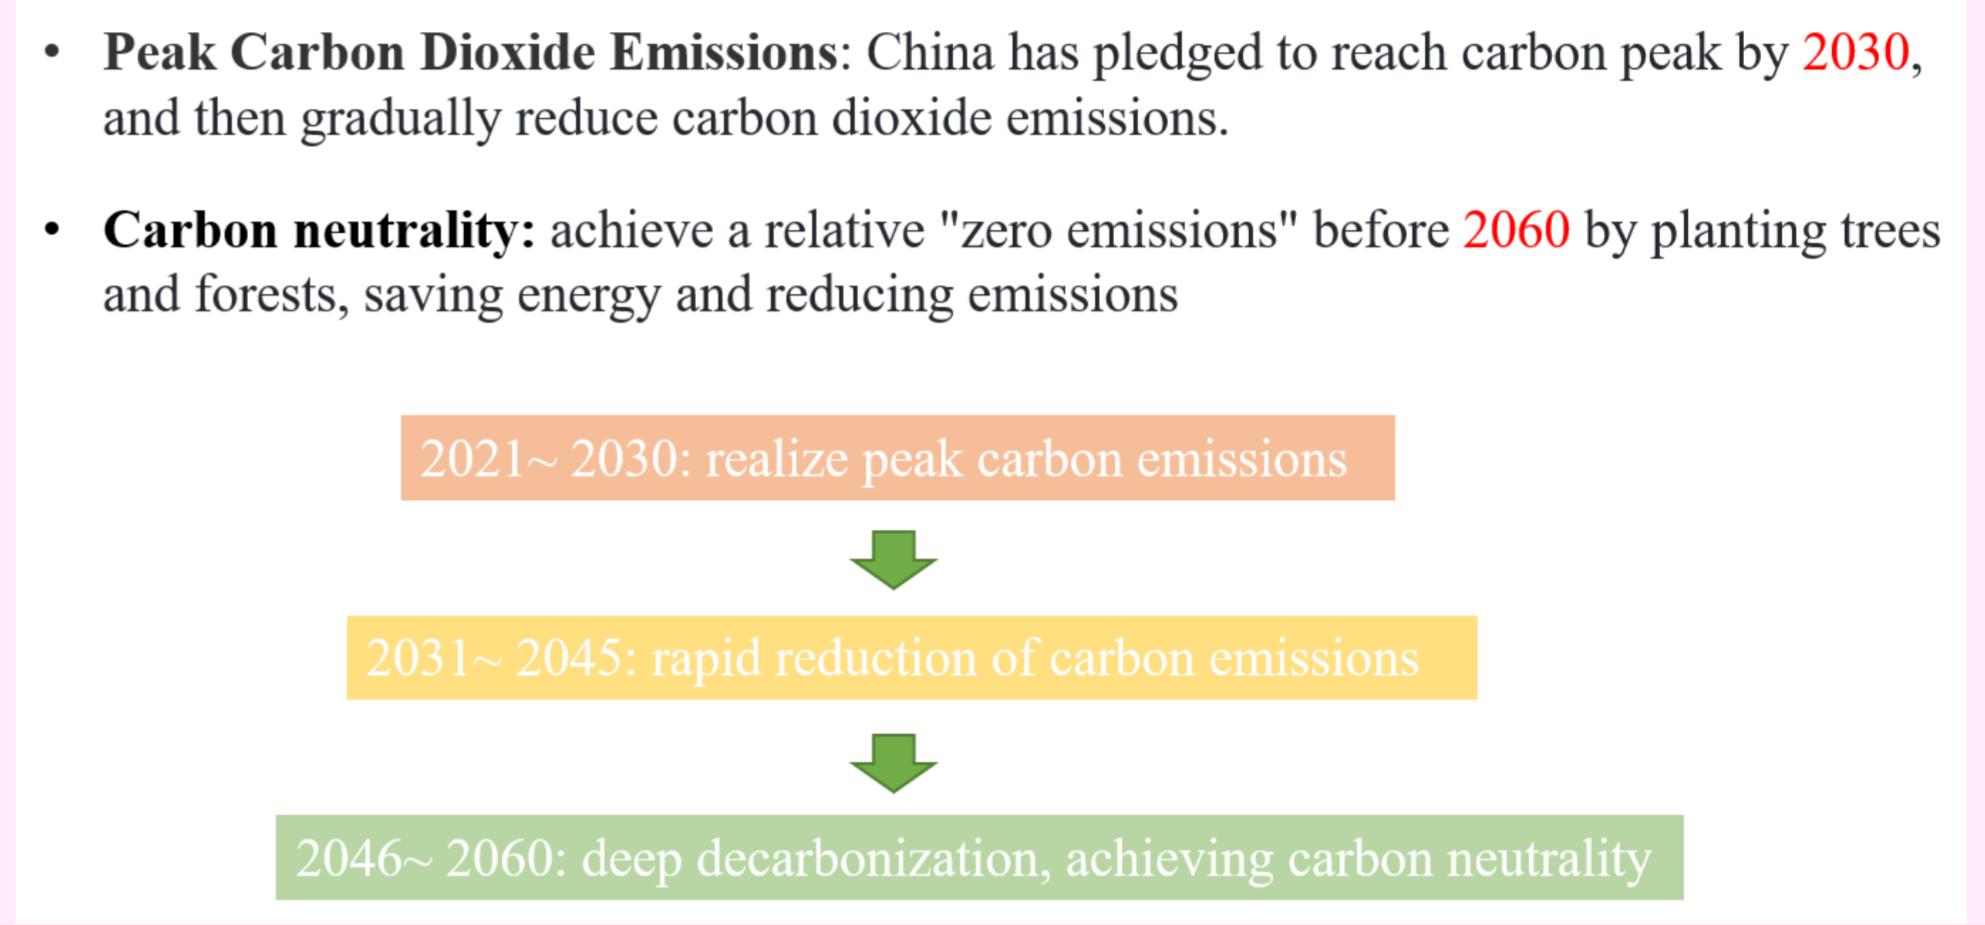 • Peak Carbon Dioxide Emissions: China has pledged to reach carbon peak by 2030,
and then gradually reduce carbon dioxide emissions.
• Carbon neutrality: achieve a relative "zero emissions" before 2060 by planting trees
and forests, saving energy and reducing emissions
2021~ 2030: realize peak carbon emissions
2031~ 2045: rapid reduction of carbon emissions
2046~ 2060: deep decarbonization, achieving carbon neutrality